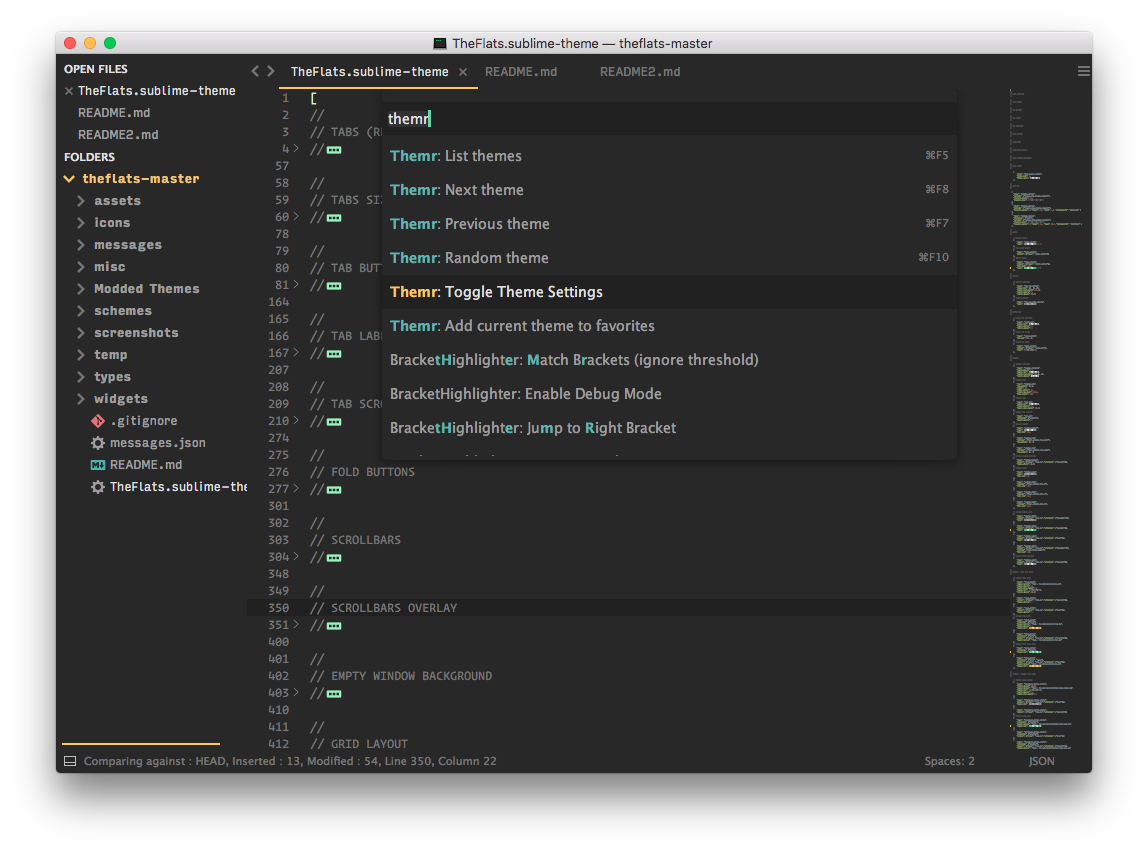 TheFlats.sublime-theme — theflats-master
OPEN FILES
TheFlats.sublime-theme
README.md
README2.md
FOLDERS
theflats-master
assets
icons
messages
misc
Modded Themes
schemes
screenshots
temp
types
widgets
.gitignore
messages.json
README.md
TheFlats.sublime-the
TheFlats.sublime-theme × README.md README2.md
1 [
2 //
3 // TABS (R
4 //
57
58 //
59 // TABS SI
60 //
78
79 //
80 // TAB BUT
81 //
164
165 //
166 // TAB LAB
167 //
207
208 //
209 // TAB SCR
210 //
274
275 //
276 // FOLD BUTTONS
277 //
301
302 //
303 // SCROLLBARS
304 //
348
349 //
350 // SCROLLBARS OVERLAY
351 //
400
401 //
402 // EMPTY WINDOW BACKGROUND
403 //
410
411 //
412 // GRID LAYOUT
themr
Themr: List themes ⌘F5
Themr: Next theme ⌘F8
Themr: Previous theme ⌘F7
Themr: Random theme ⌘F10
Themr: Toggle Theme Settings
Themr: Add current theme to favorites
BracketHighlighter: Match Brackets (ignore threshold)
BracketHighlighter: Enable Debug Mode
BracketHighlighter: Jump to Right Bracket
Comparing against : HEAD, Inserted : 13, Modified : 54, Line 350, Column 22
Spaces: 2 JSON